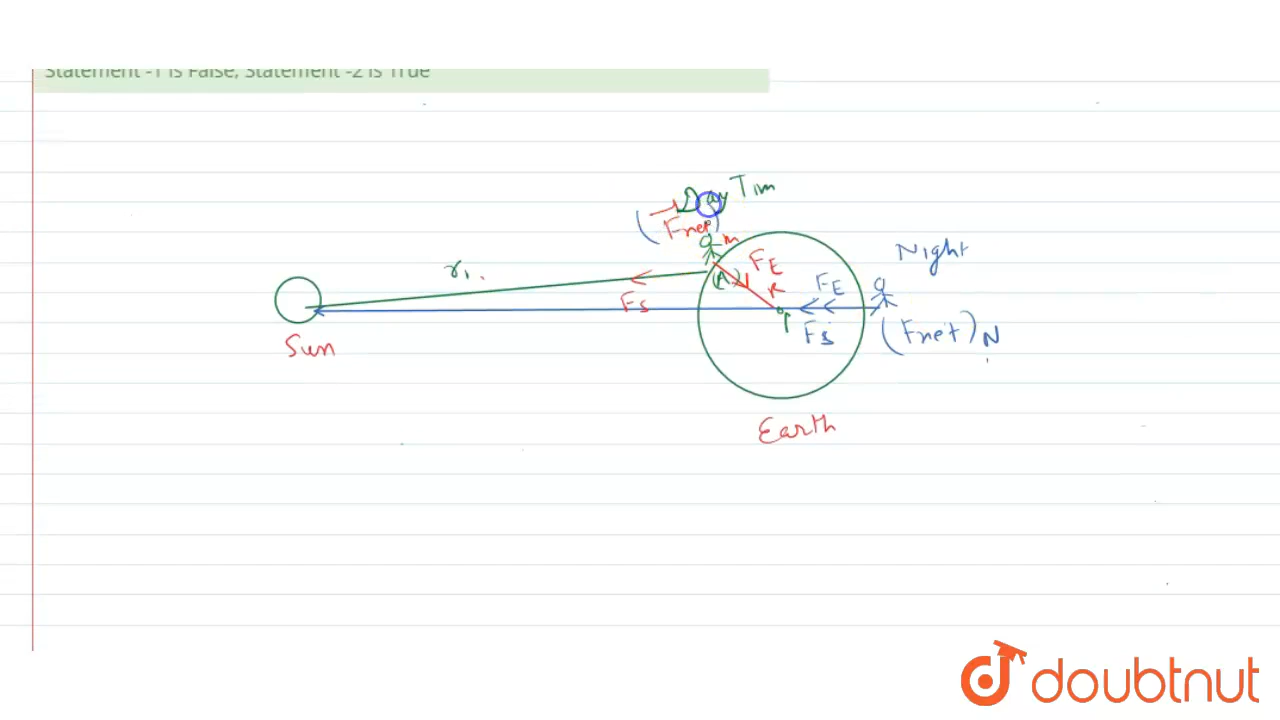 Statement -1 is False, Statement -2 is True
Day Tim
(Fnet)
m
Night
r₁.
FE
(A)
R
FE
Fs
Fs
(Fnet)N
Sun
Earth
doubtnut